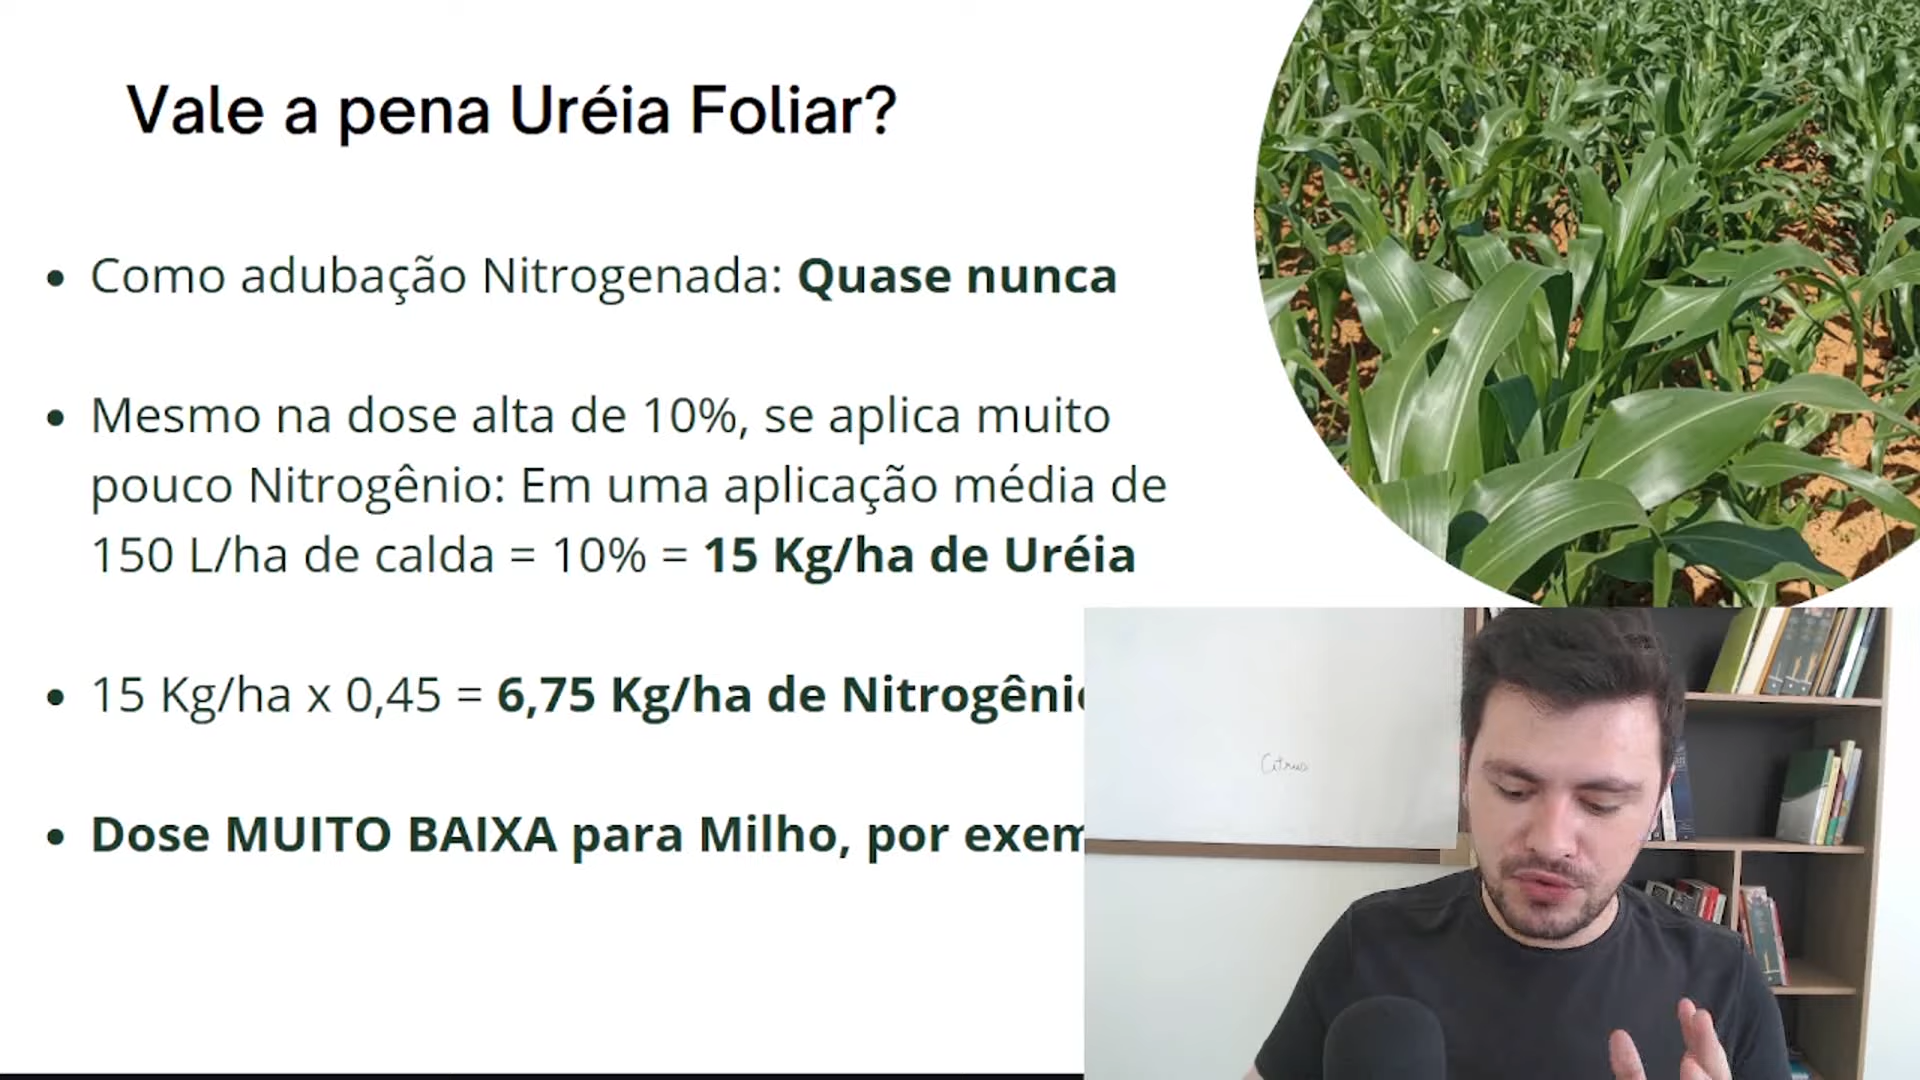 Vale a pena Uréia Foliar?
• Como adubação Nitrogenada: Quase nunca
• Mesmo na dose alta de 10%, se aplica muito
pouco Nitrogênio: Em uma aplicação média de
150 L/ha de calda = 10% = 15 Kg/ha de Uréia
• 15 Kg/ha x 0,45 = 6,75 Kg/ha de Nitrogênio
Citrus
• Dose MUITO BAIXA para Milho, por exem